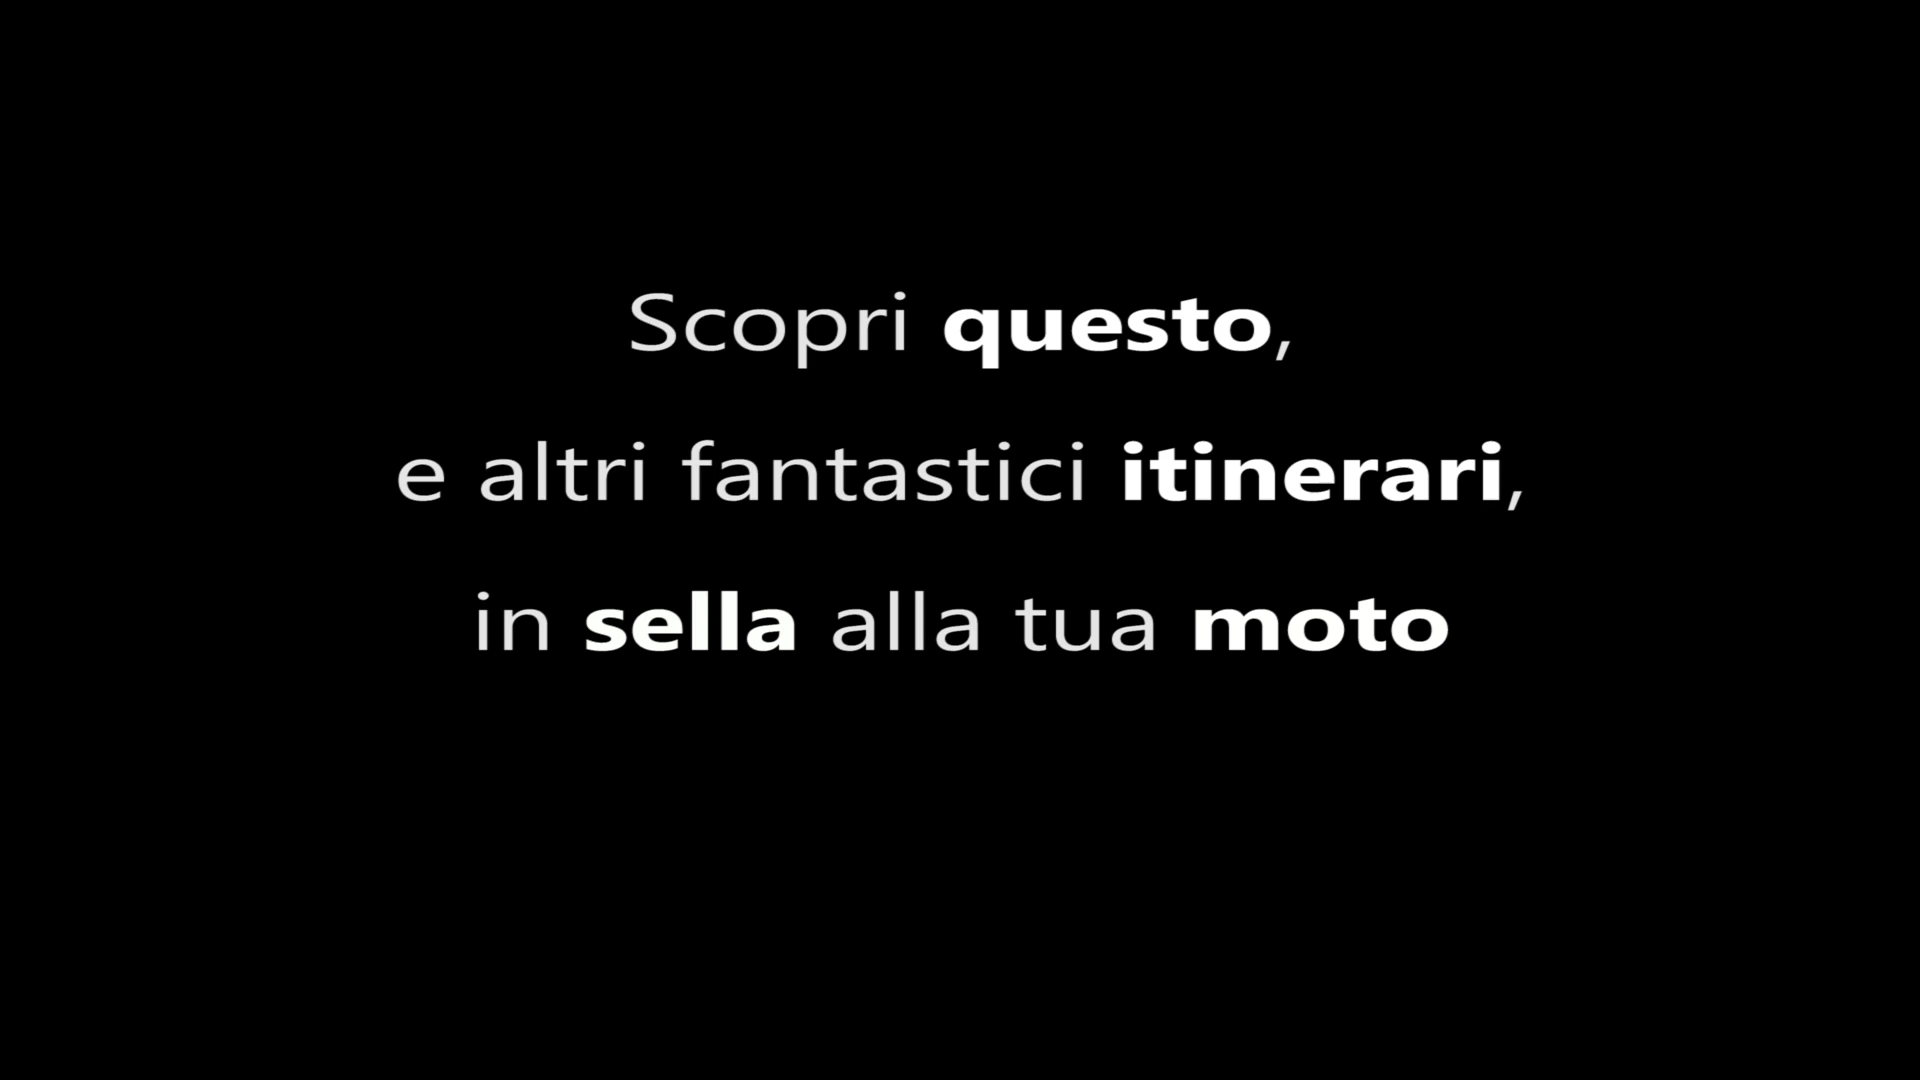 Scopri questo,
e altri fantastici itinerari,
in sella alla tua moto